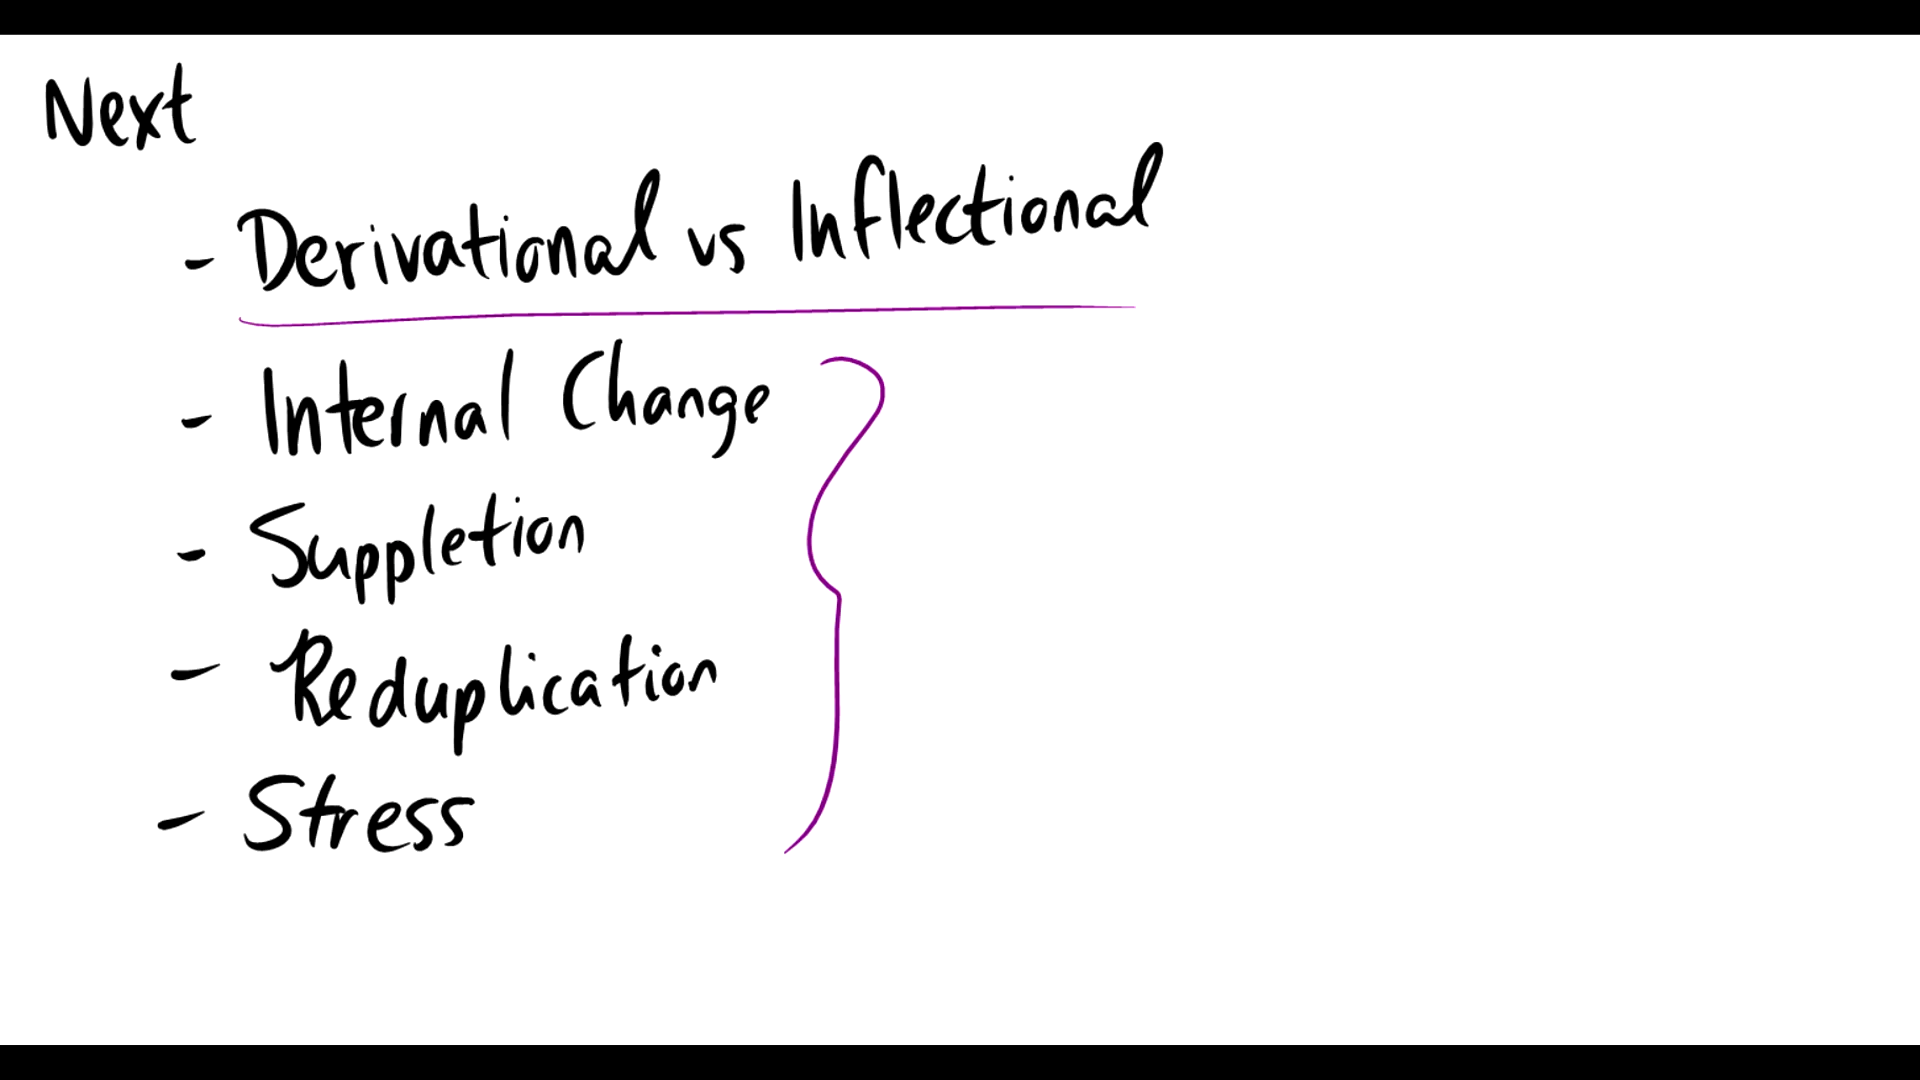 Next
- Derivational vs Inflectional
- Internal Change
- Suppletion
- Reduplication
- Stress